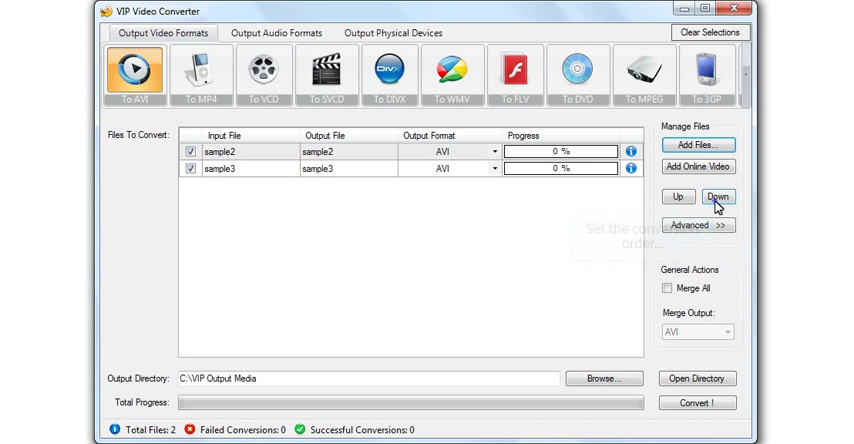 VIP Video Converter
Output Video Formats Output Audio Formats Output Physical Devices Clear Selections
To AVI To MP4 To VCD To SVCD To DIVX To WMV To FLV To DVD To MPEG To 3GP
Files To Convert: Input File Output File Output Format Progress
sample2 sample2 AVI 0 %
sample3 sample3 AVI 0 %
Manage Files
Add Files...
Add Online Video
Up Down
Advanced >>
Set the conversion
order...
General Actions
Merge All
Merge Output:
AVI
Output Directory: C:\VIP Output Media Browse... Open Directory
Total Progress: Convert !
Total Files: 2 Failed Conversions: 0 Successful Conversions: 0